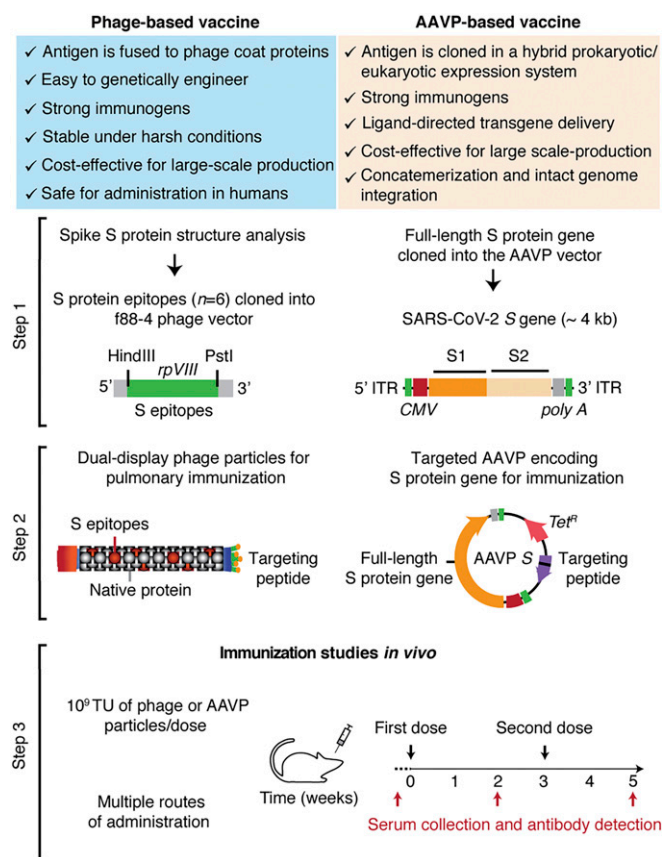 Phage-based vaccine
✓ Antigen is fused to phage coat proteins
✓ Easy to genetically engineer
✓ Strong immunogens
✓ Stable under harsh conditions
✓ Cost-effective for large-scale production
✓ Safe for administration in humans
AAVP-based vaccine
✓ Antigen is cloned in a hybrid prokaryotic/
eukaryotic expression system
✓ Strong immunogens
✓ Ligand-directed transgene delivery
✓ Cost-effective for large scale-production
✓ Concatemerization and intact genome
integration
Step 1
Spike S protein structure analysis
S protein epitopes (n=6) cloned into
f88-4 phage vector
HindIII rpVIII PstI
5’ 3’
S epitopes
Full-length S protein gene
cloned into the AAVP vector
SARS-CoV-2 S gene (~ 4 kb)
S1 S2
5’ ITR 3’ ITR
CMV poly A
Step 2
Dual-display phage particles for
pulmonary immunization
S epitopes
Native protein
Targeting
peptide
Targeted AAVP encoding
S protein gene for immunization
TetR
Full-length
S protein gene
AAVP S
Targeting
peptide
Step 3
Immunization studies in vivo
10⁹ TU of phage or AAVP
particles/dose
Multiple routes
of administration
First dose Second dose
Time (weeks)
0 1 2 3 4 5
Serum collection and antibody detection